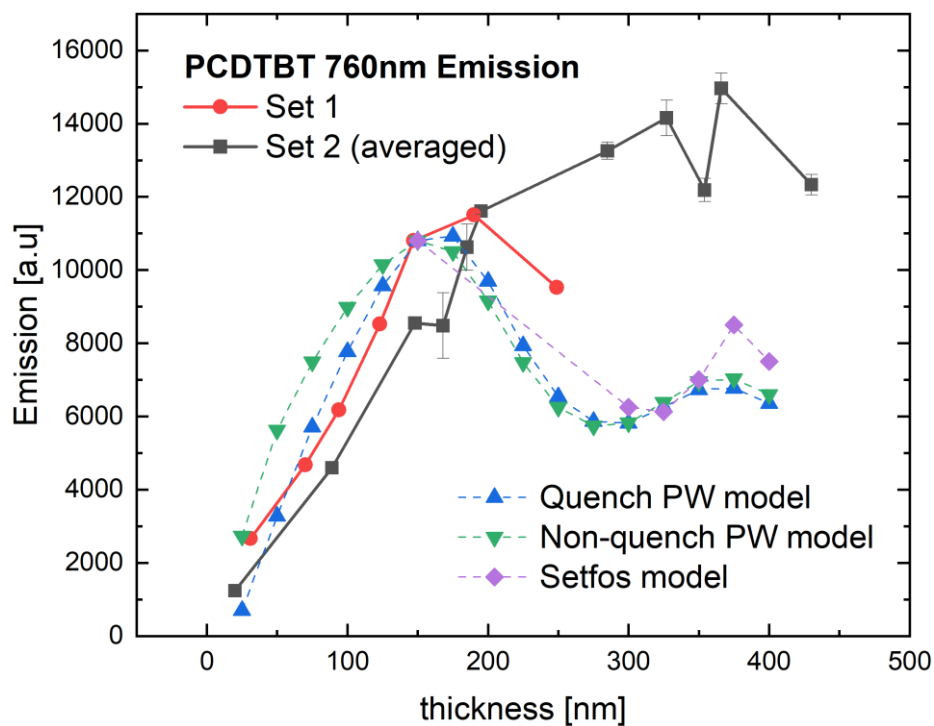 16000
14000
12000
10000
8000
6000
4000
2000
0
Emission [a.u]
PCDTBT 760nm Emission
Set 1
Set 2 (averaged)
Quench PW model
Non-quench PW model
Setfos model
0 100 200 300 400 500
thickness [nm]